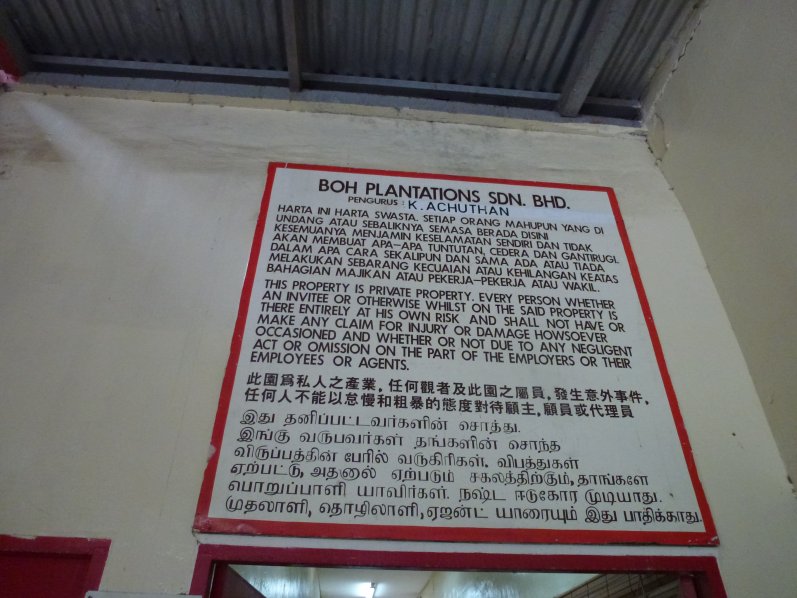 BOH PLANTATIONS SDN. BHD.
PENGURUS : K. ACHUTHAN
HARTA INI HARTA SWASTA. SETIAP ORANG MAHUPUN YANG DI
UNDANG ATAU SEBALIKNYA SEMASA BERADA DISINI
KESEMUANYA MENJAMIN KESELAMATAN SENDIRI DAN TIDAK
AKAN MEMBUAT APA-APA TUNTUTAN, CEDERA DAN GANTIRUGI.
DALAM APA CARA SEKALIPUN DAN SAMA ADA ATAU TIADA
MELAKUKAN SEBARANG KECUAIAN ATAU KEHILANGAN KEATAS
BAHAGIAN MAJIKAN ATAU PEKERJA-PEKERJA ATAU WAKIL.
THIS PROPERTY IS PRIVATE PROPERTY. EVERY PERSON WHETHER
AN INVITEE OR OTHERWISE WHILST ON THE SAID PROPERTY IS
THERE ENTIRELY AT HIS OWN RISK AND SHALL NOT HAVE OR
MAKE ANY CLAIM FOR INJURY OR DAMAGE HOWSOEVER
OCCASIONED AND WHETHER OR NOT DUE TO ANY NEGLIGENT
ACT OR OMISSION ON THE PART OF THE EMPLOYERS OR THEIR
EMPLOYEES OR AGENTS.
此園爲私人之產業，任何觀者及此園之屬員，發生意外事件，
任何人不能以怠慢和粗暴的態度對待顧主，顧員或代理員
இது தனிப்பட்டவர்களின் சொத்து.
இங்கு வருபவர்கள் தங்களின் சொந்த
விருப்பத்தின் பேரில் வருகிரிகள். விபத்துகள்
ஏற்பட்டு, அதனால் ஏற்படும் சகலத்திற்கும், தாங்களே
பொறுப்பாளி யாவிர்கள். நஷ்ட ஈடுகோர முடியாது.
முதலாளி, தொழிலாளி, ஏஜன்ட் யாரையும் இது பாதிக்காது.